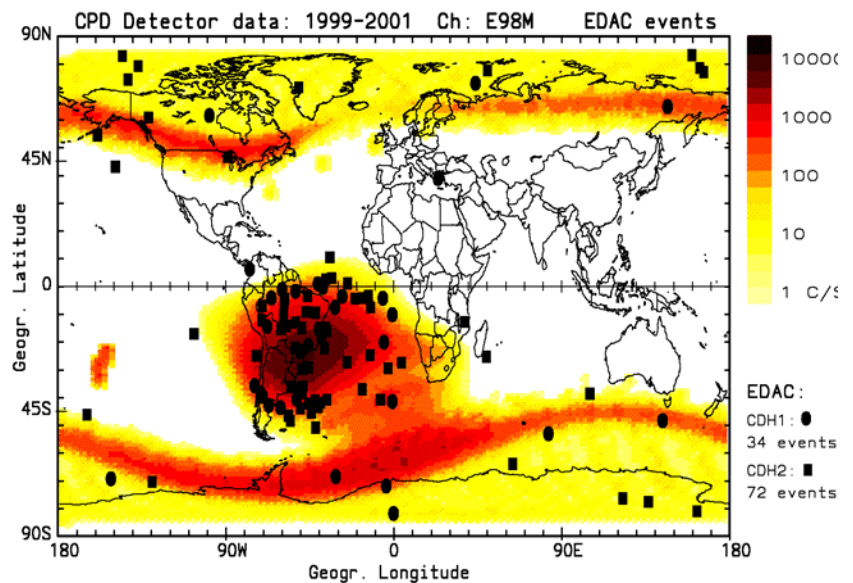 CPD Detector data: 1999-2001 Ch: E98M EDAC events
90N
45N
0
45S
90S
Geogr. Latitude
180 90W 0 90E 180
Geogr. Longitude
1000
100
10
1 C/S
EDAC:
CDH1:
34 events
CDH2:
72 events